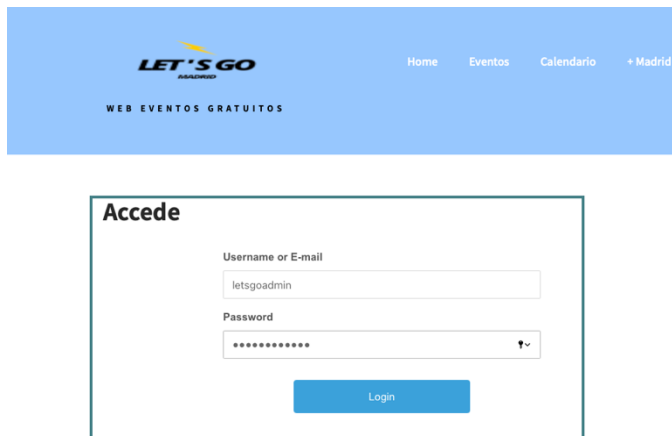 LET'S GO
MADRID
WEB EVENTOS GRATUITOS
Home Eventos Calendario + Madrid
Accede
Username or E-mail
letsgoadmin
Password
••••••••••••
Login